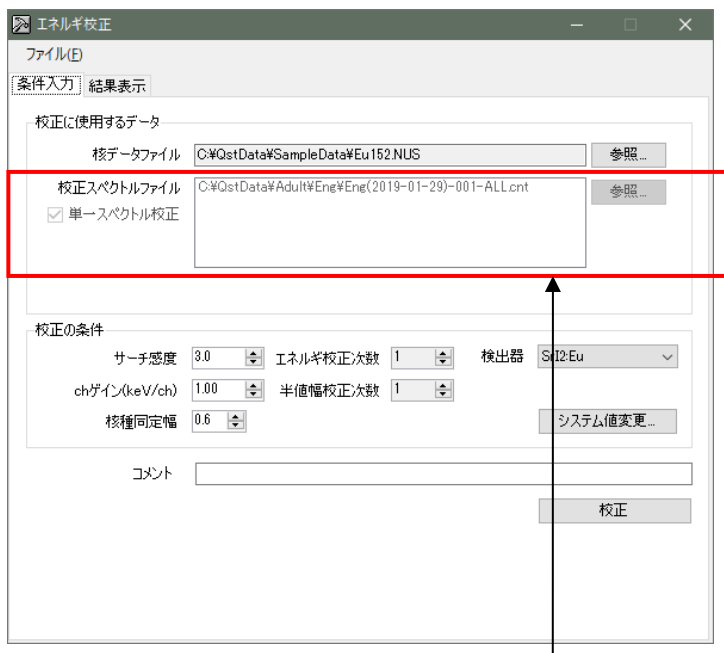 エネルギ校正
ファイル(F)
条件入力 結果表示
校正に使用するデータ
核データファイル C:¥QstData¥SampleData¥Eu152.NUS 参照...
校正スペクトルファイル C:¥QstData¥Adult¥Eng¥Eng(2019-01-29)-001-ALL.cnt 参照...
単一スペクトル校正
校正の条件
サーチ感度 3.0 エネルギ校正次数 1 検出器 SrI2:Eu
chゲイン(keV/ch) 1.00 半値幅校正次数 1
核種同定幅 0.6 システム値変更...
コメント
校正